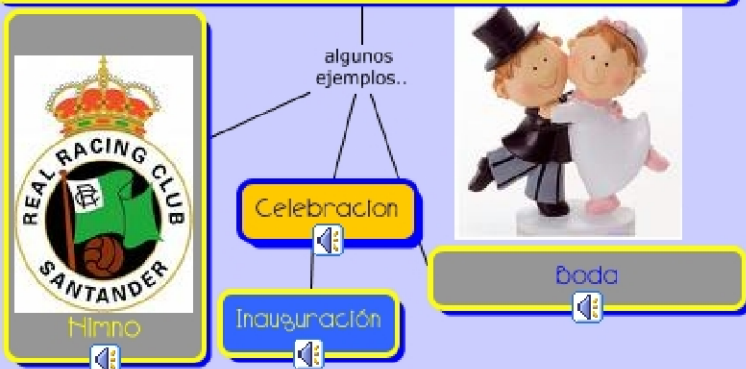 algunos
ejemplos..
REAL RACING CLUB
SANTANDER
Himno
Celebracion
Inauguración
Boda